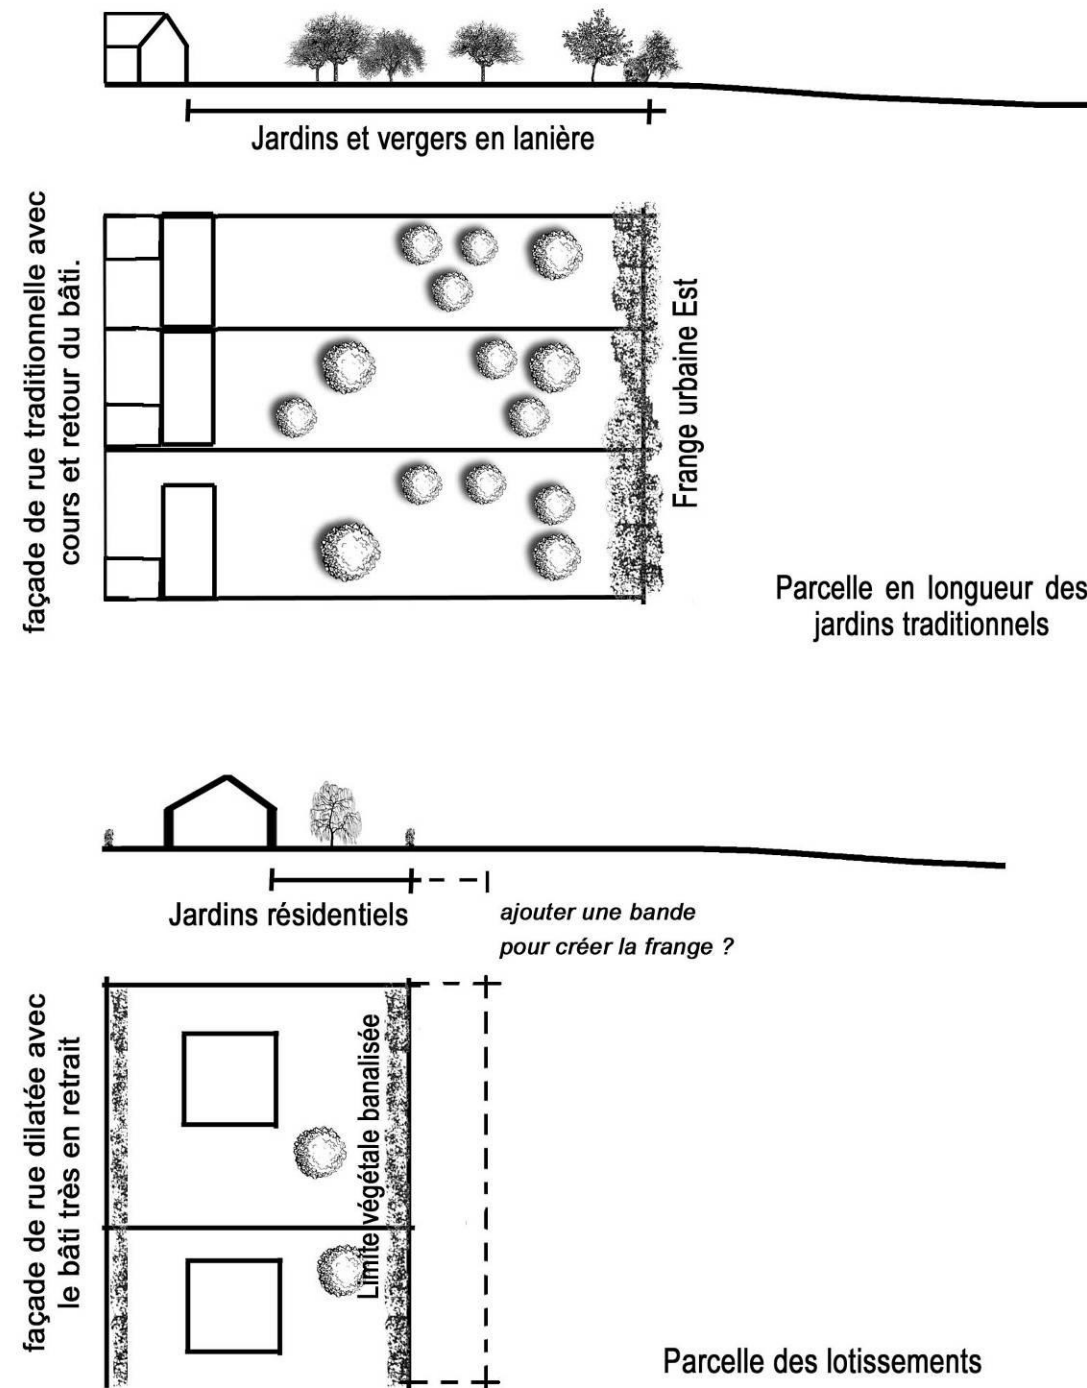 Jardins et vergers en lanière
façade de rue traditionnelle avec
cours et retour du bâti.
Frange urbaine Est
Parcelle en longueur des
jardins traditionnels
Jardins résidentiels
ajouter une bande
pour créer la frange ?
façade de rue dilatée avec
le bâti très en retrait
Limite végétale banalisée
Parcelle des lotissements